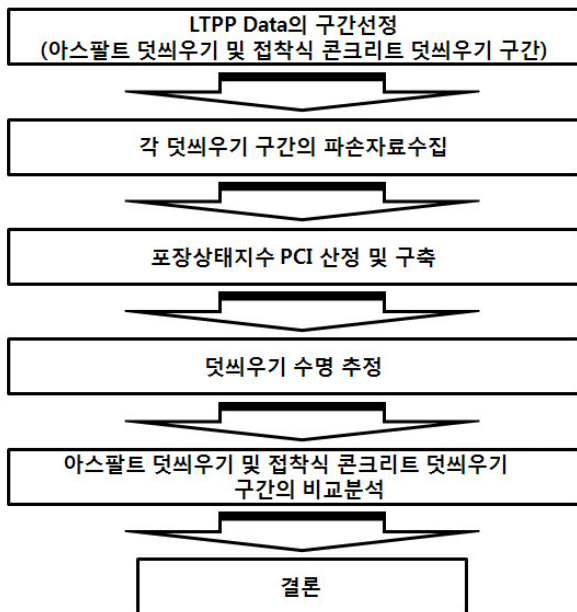 LTPP Data의 구간선정
(아스팔트 덧씌우기 및 접착식 콘크리트 덧씌우기 구간)
각 덧씌우기 구간의 파손자료수집
포장상태지수 PCI 산정 및 구축
덧씌우기 수명 추정
아스팔트 덧씌우기 및 접착식 콘크리트 덧씌우기
구간의 비교분석
결론